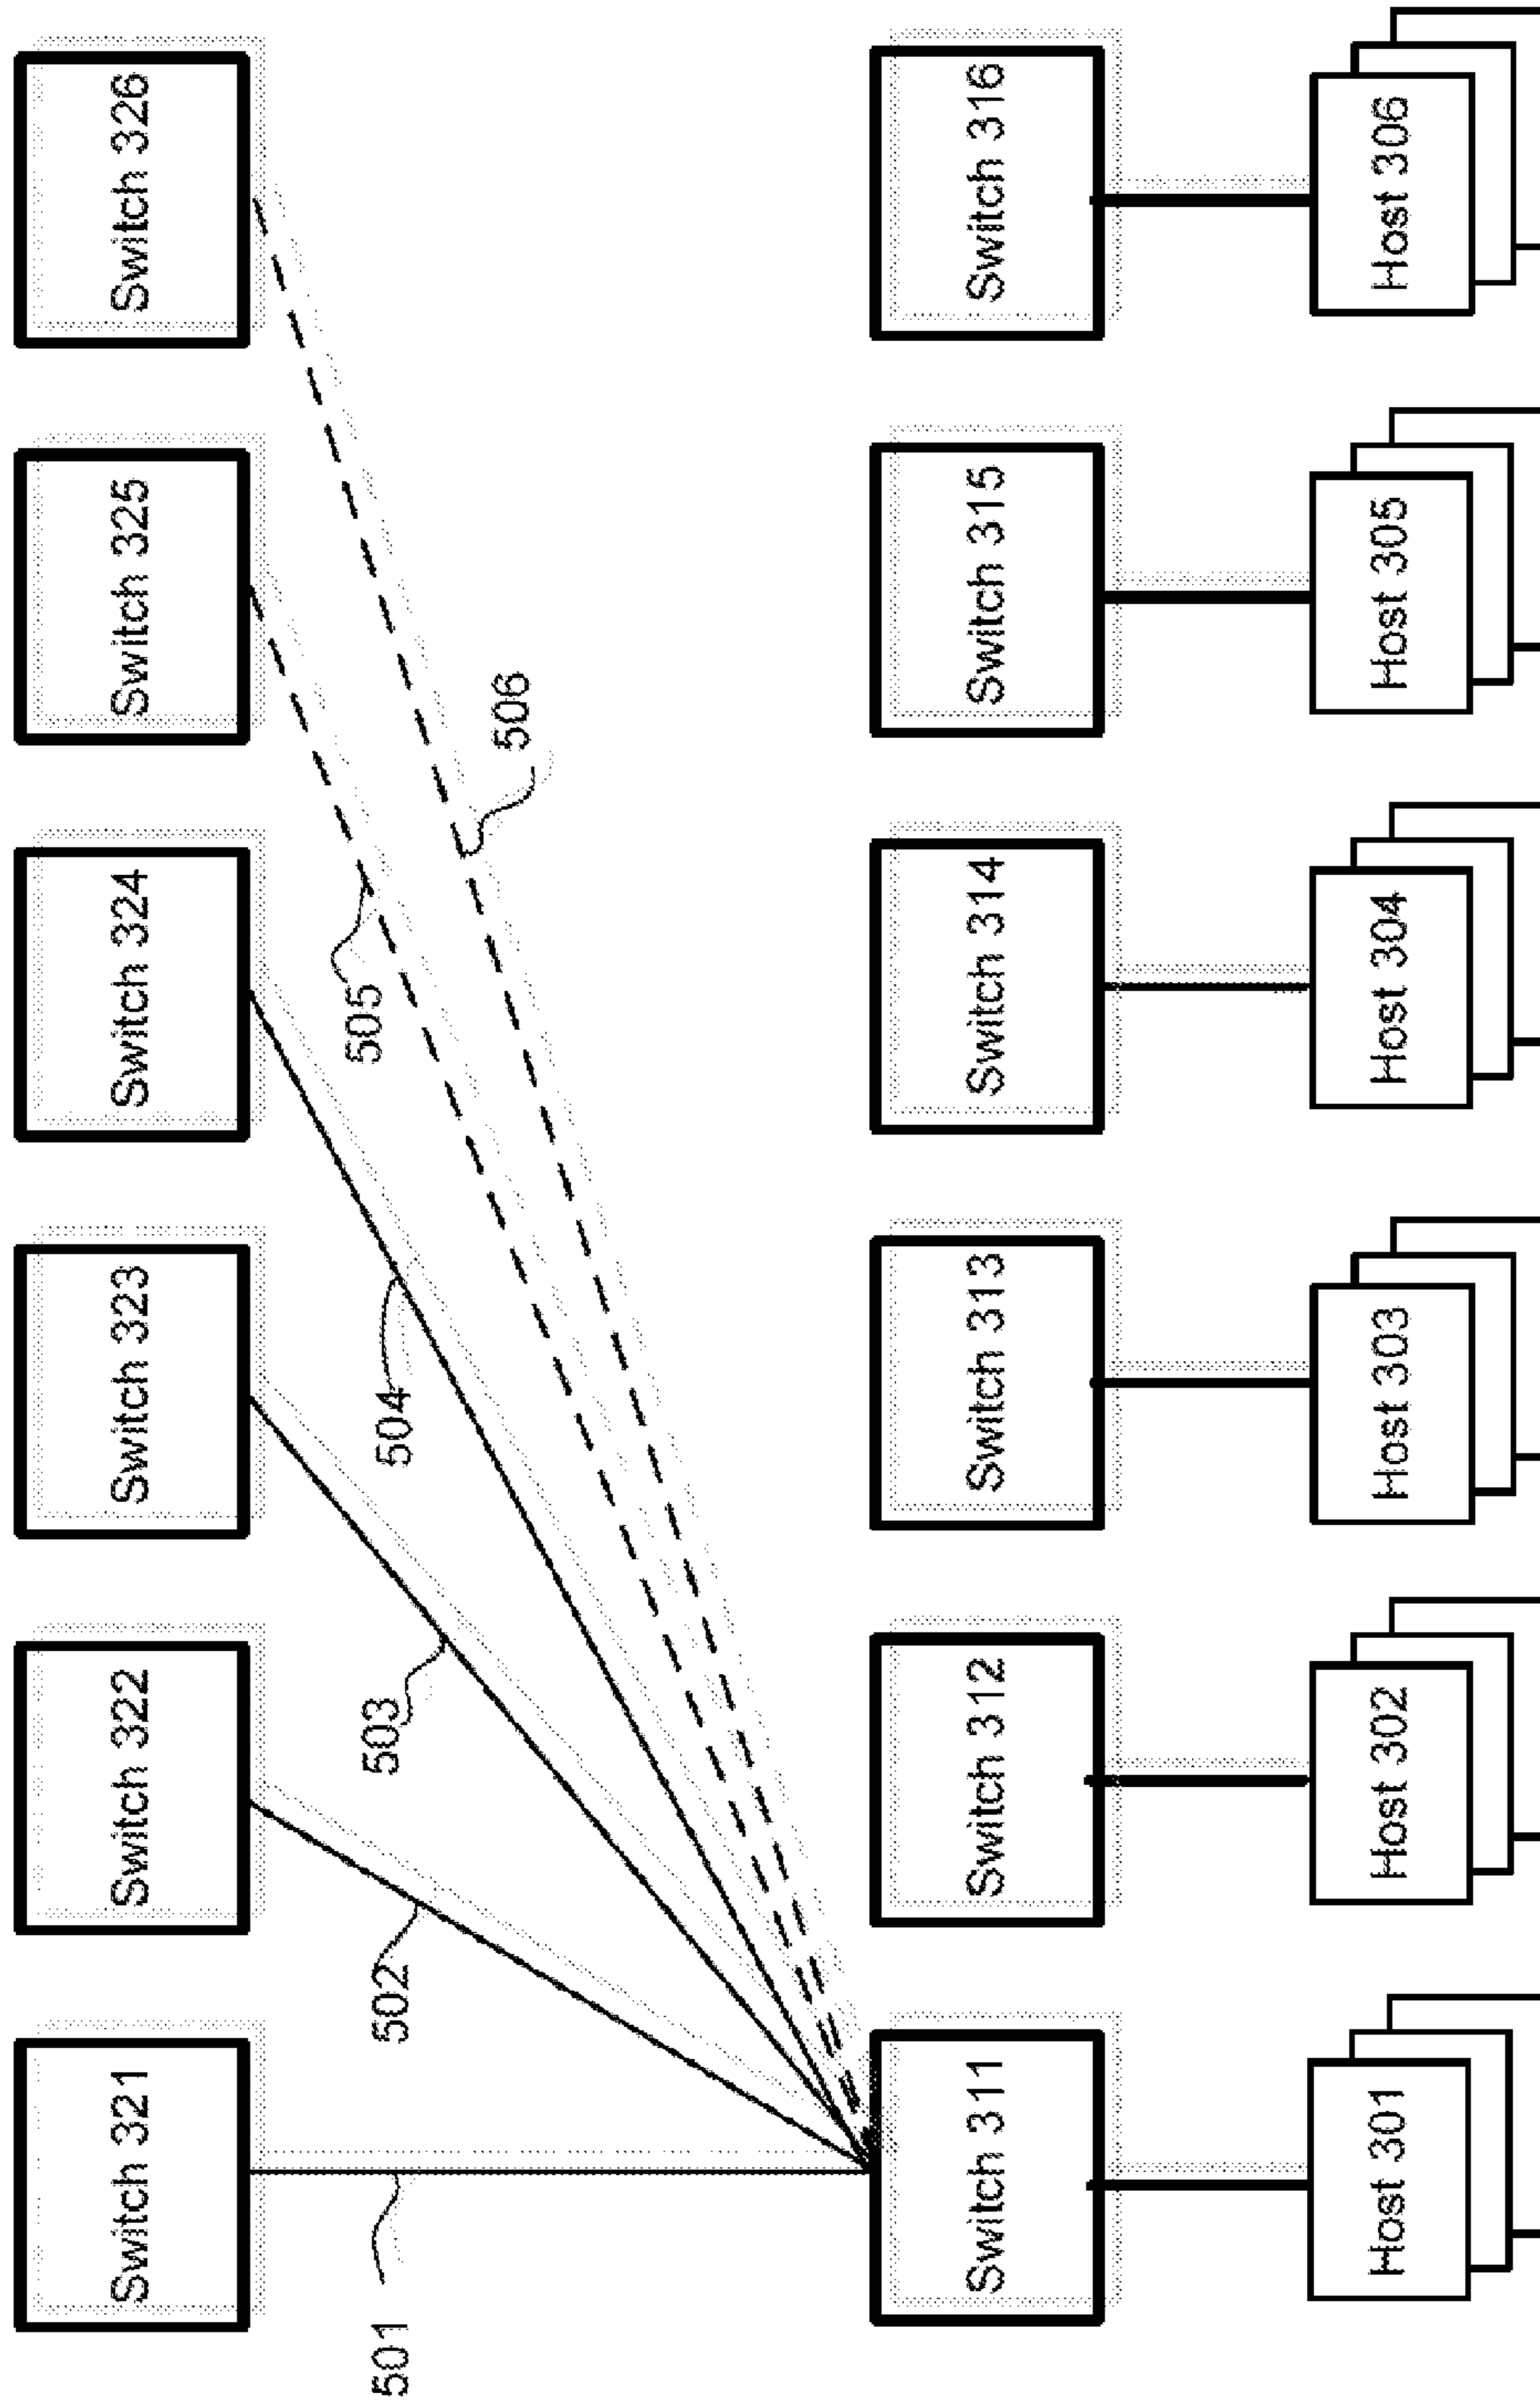 Switch 321
Switch 322
Switch 323
Switch 324
Switch 325
Switch 326
501
502
503
504
505
506
Switch 311
Switch 312
Switch 313
Switch 314
Switch 315
Switch 316
Host 301
Host 302
Host 303
Host 304
Host 305
Host 306